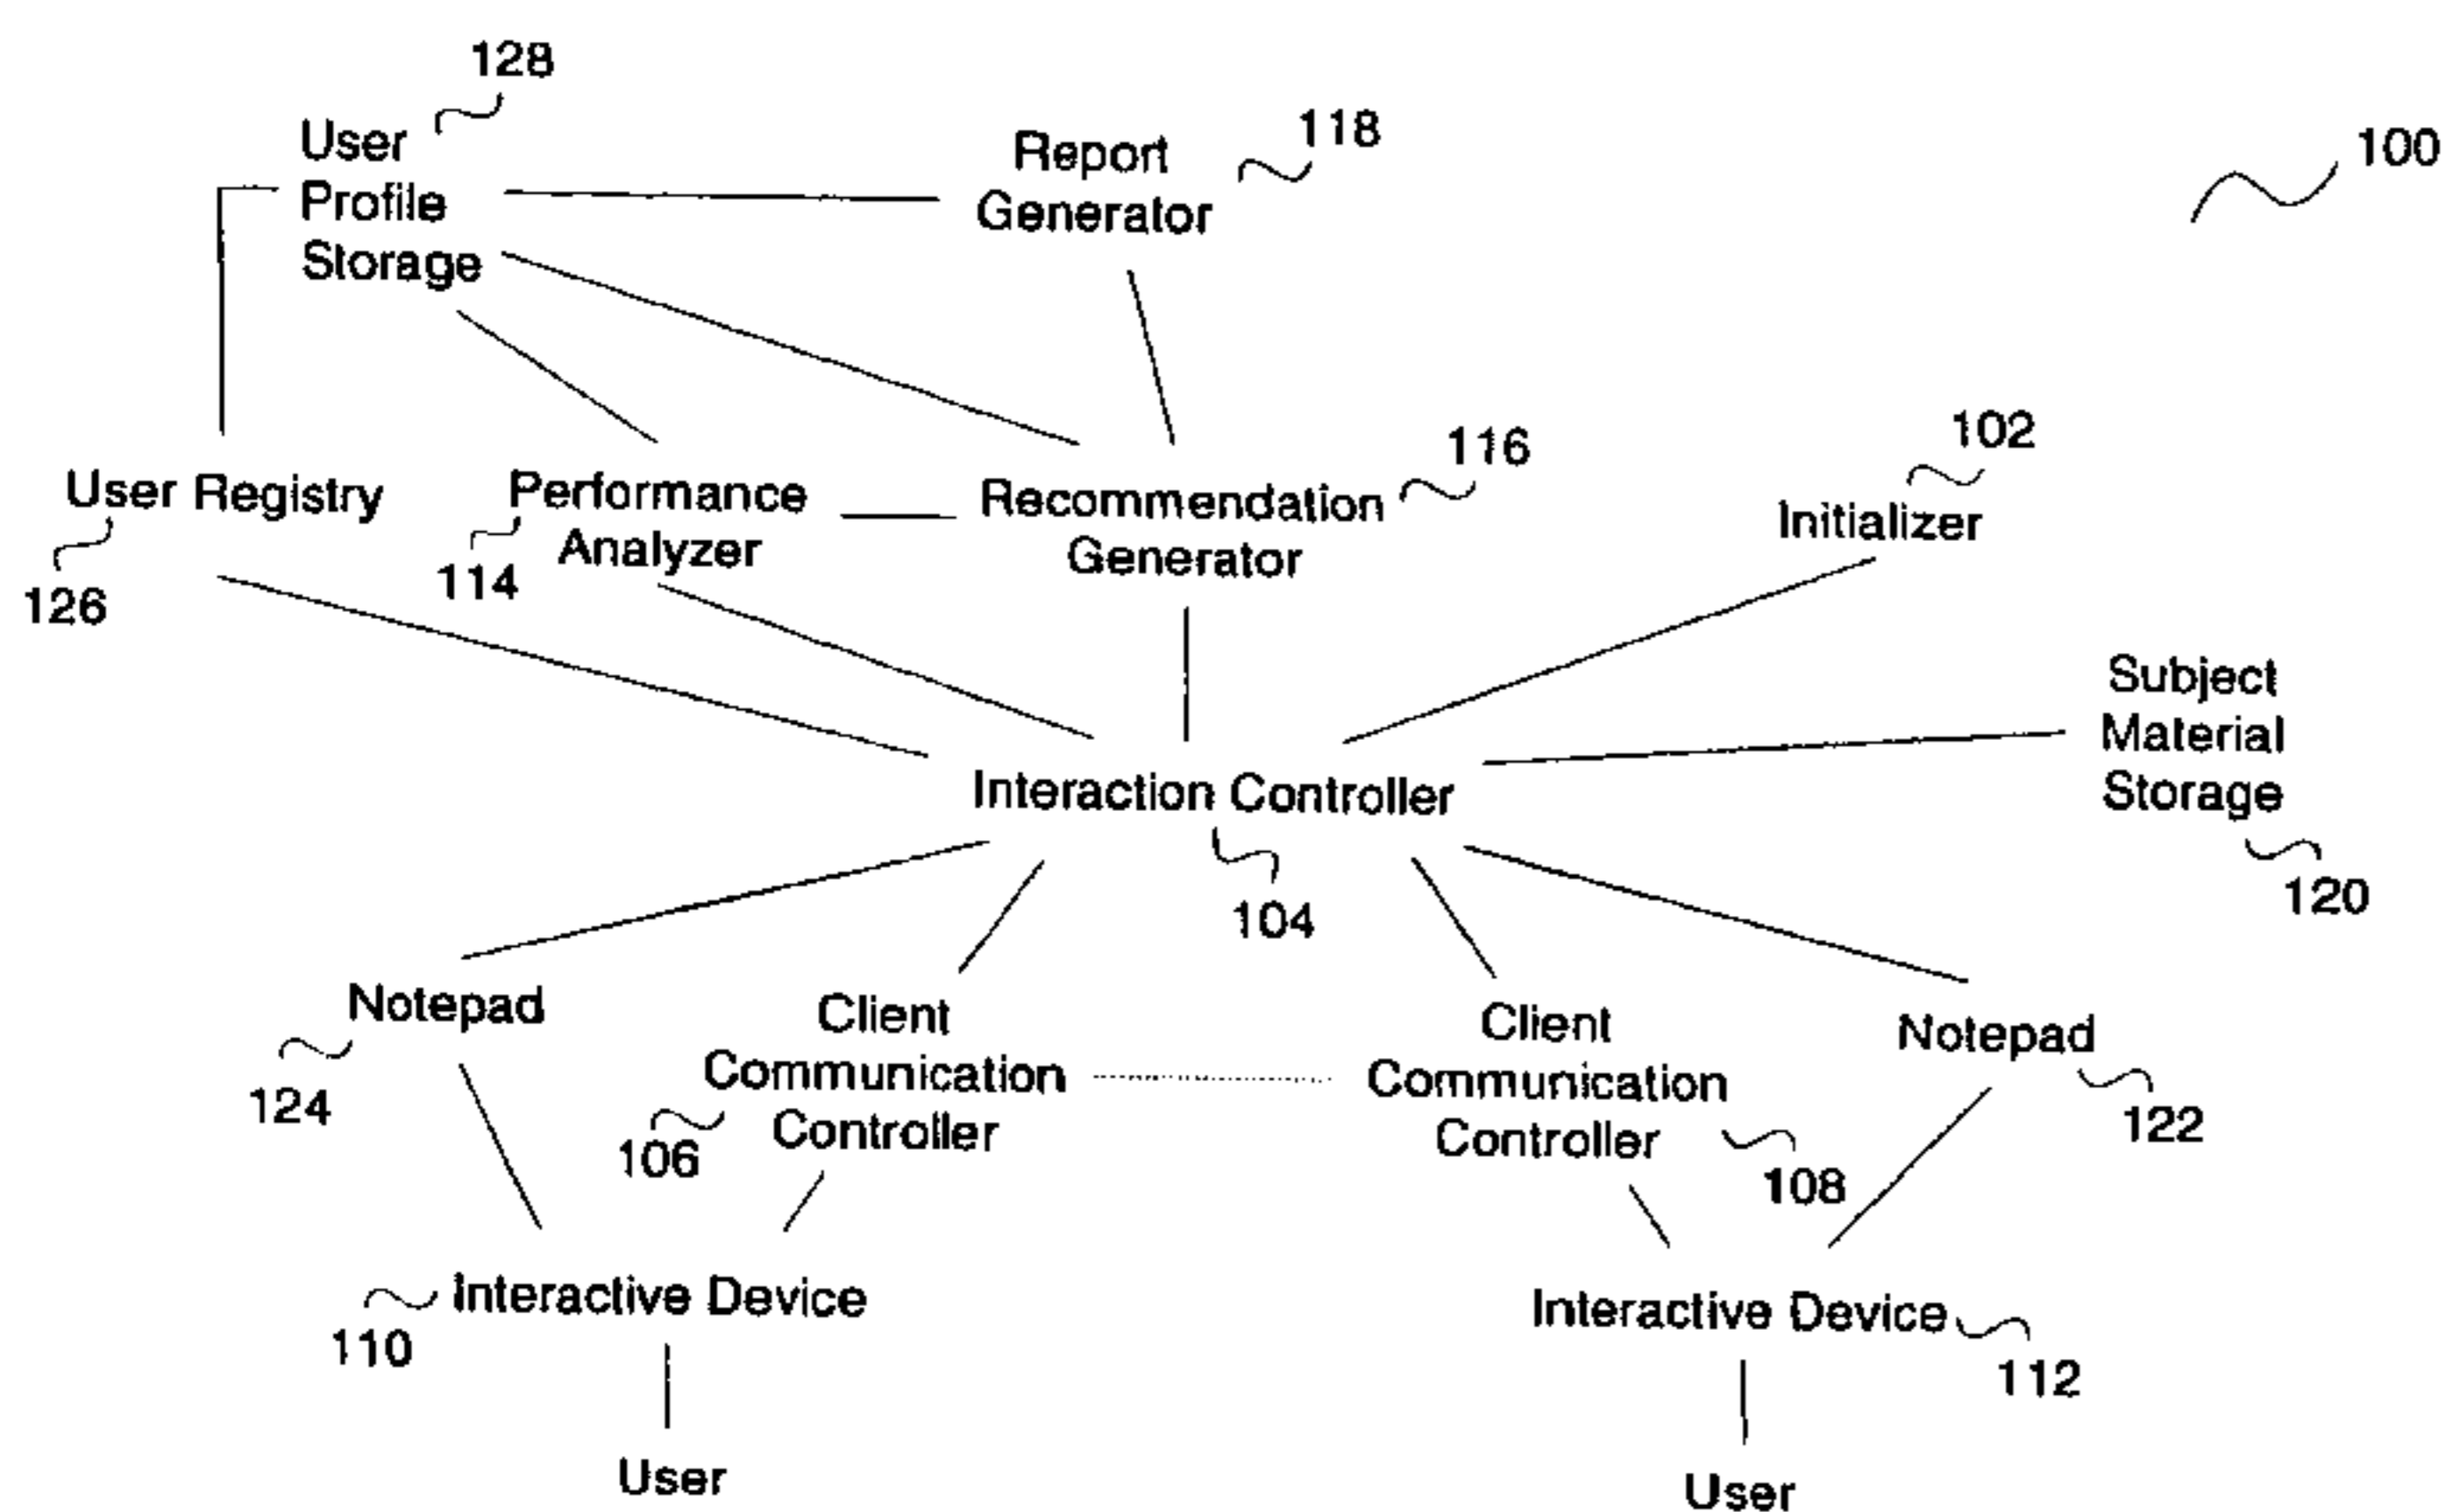 128
User
Profile
Storage
Report
Generator
118
100
User Registry
126
Performance
Analyzer
114
Recommendation
Generator
116
102
Initializer
Subject
Material
Storage
120
Interaction Controller
104
Notepad
124
Client
Communication
Controller
106
Client
Communication
Controller
108
Notepad
122
Interactive Device
110
Interactive Device
112
User
User